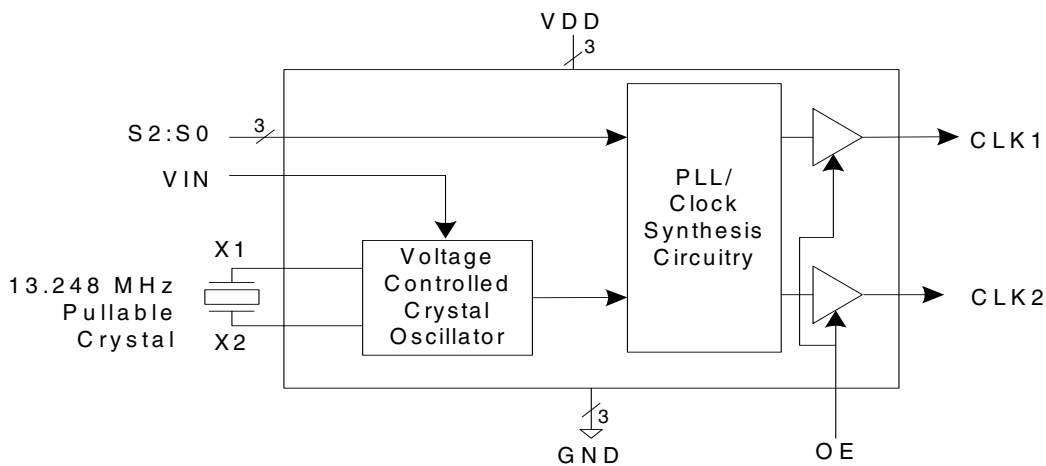 VDD
3
S2:S0
3
VIN
X1
13.248 MHz
Pullable
Crystal
X2
Voltage
Controlled
Crystal
Oscillator
PLL/
Clock
Synthesis
Circuitry
CLK1
CLK2
3
GND
OE